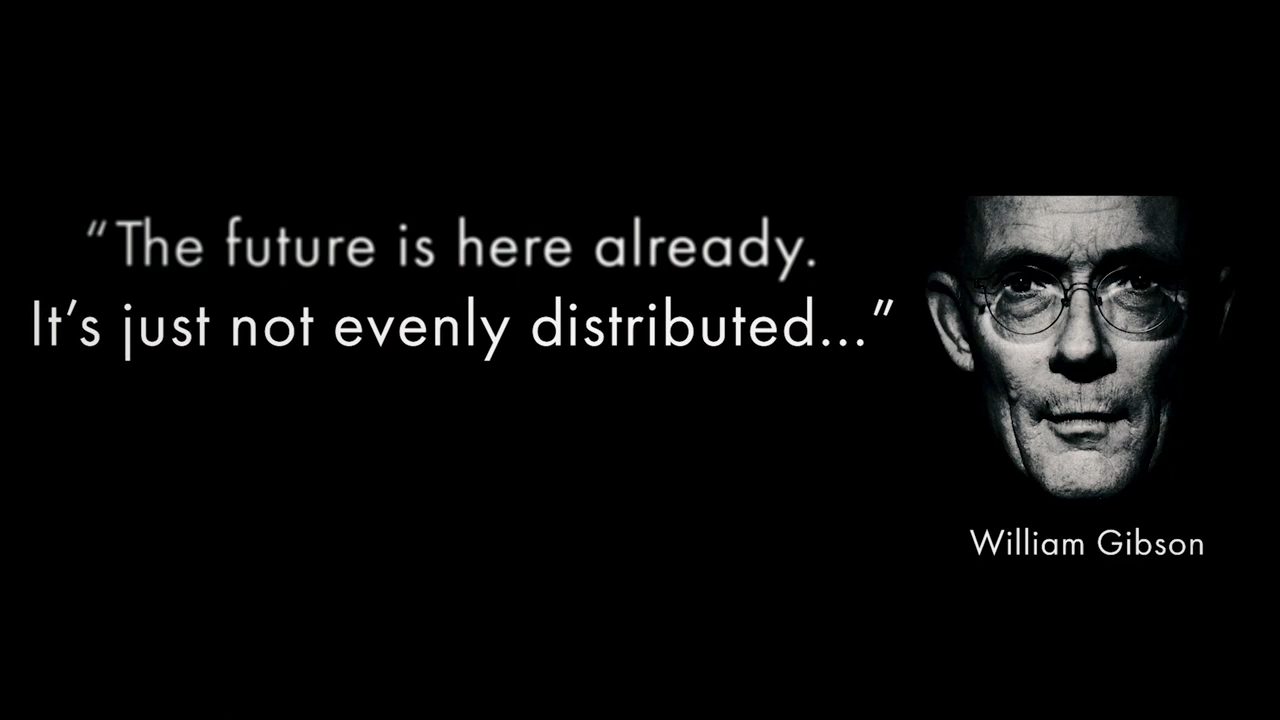 “The future is here already.
It’s just not evenly distributed...”
William Gibson